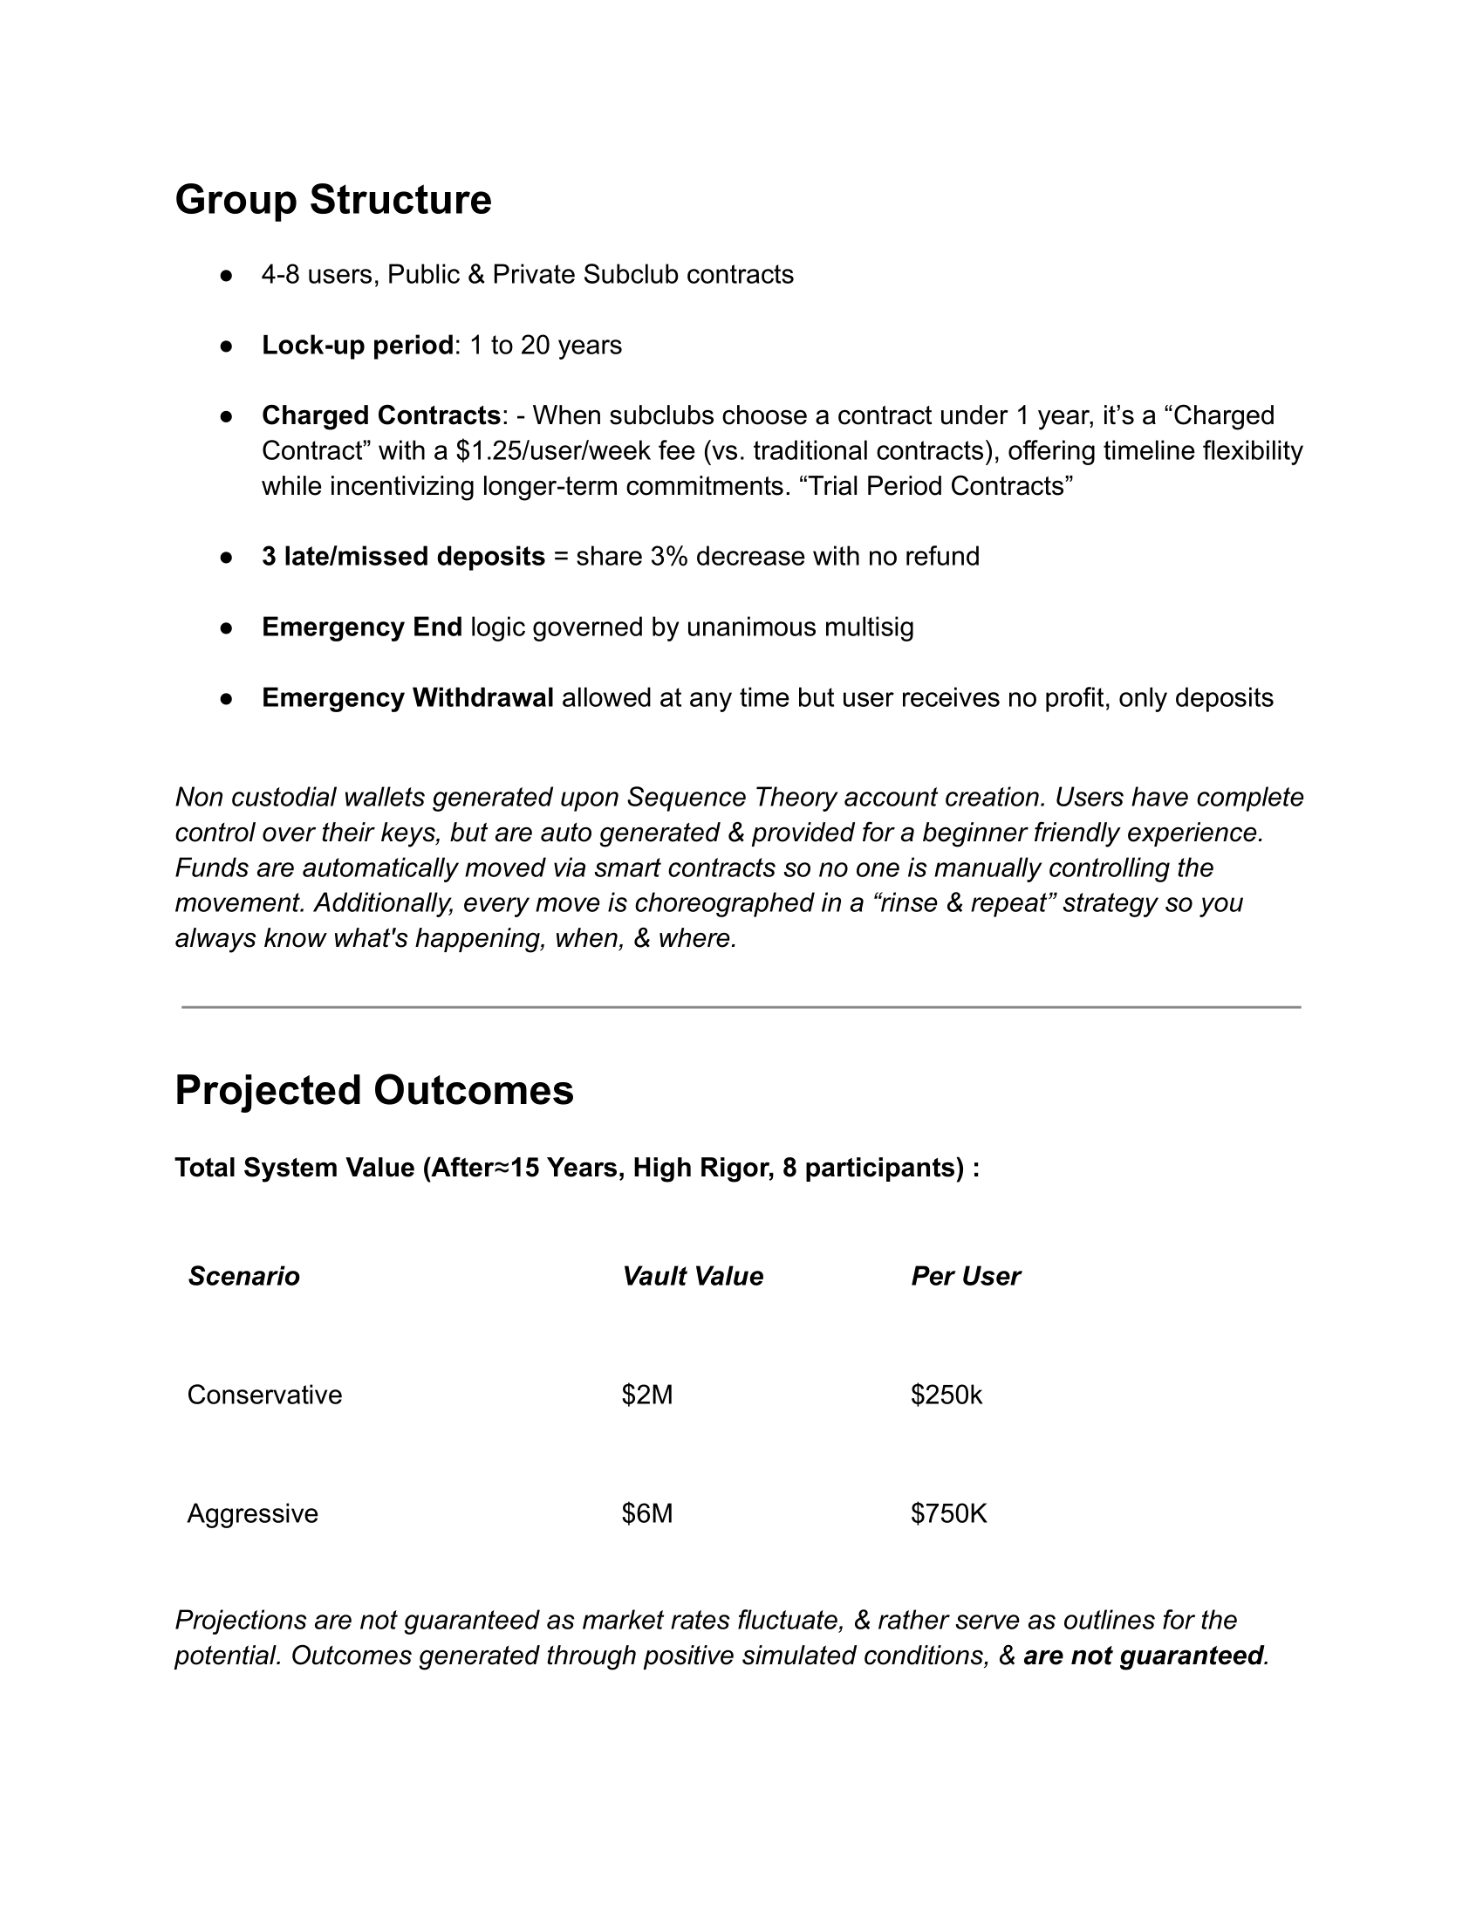 Group Structure
● 4-8 users, Public & Private Subclub contracts
● Lock-up period: 1 to 20 years
● Charged Contracts: - When subclubs choose a contract under 1 year, it’s a “Charged
Contract” with a $1.25/user/week fee (vs. traditional contracts), offering timeline flexibility
while incentivizing longer-term commitments. “Trial Period Contracts”
● 3 late/missed deposits = share 3% decrease with no refund
● Emergency End logic governed by unanimous multisig
● Emergency Withdrawal allowed at any time but user receives no profit, only deposits
Non custodial wallets generated upon Sequence Theory account creation. Users have complete
control over their keys, but are auto generated & provided for a beginner friendly experience.
Funds are automatically moved via smart contracts so no one is manually controlling the
movement. Additionally, every move is choreographed in a “rinse & repeat” strategy so you
always know what's happening, when, & where.
Projected Outcomes
Total System Value (After≈15 Years, High Rigor, 8 participants) :
Scenario Vault Value Per User
Conservative $2M $250k
Aggressive $6M $750K
Projections are not guaranteed as market rates fluctuate, & rather serve as outlines for the
potential. Outcomes generated through positive simulated conditions, & are not guaranteed.